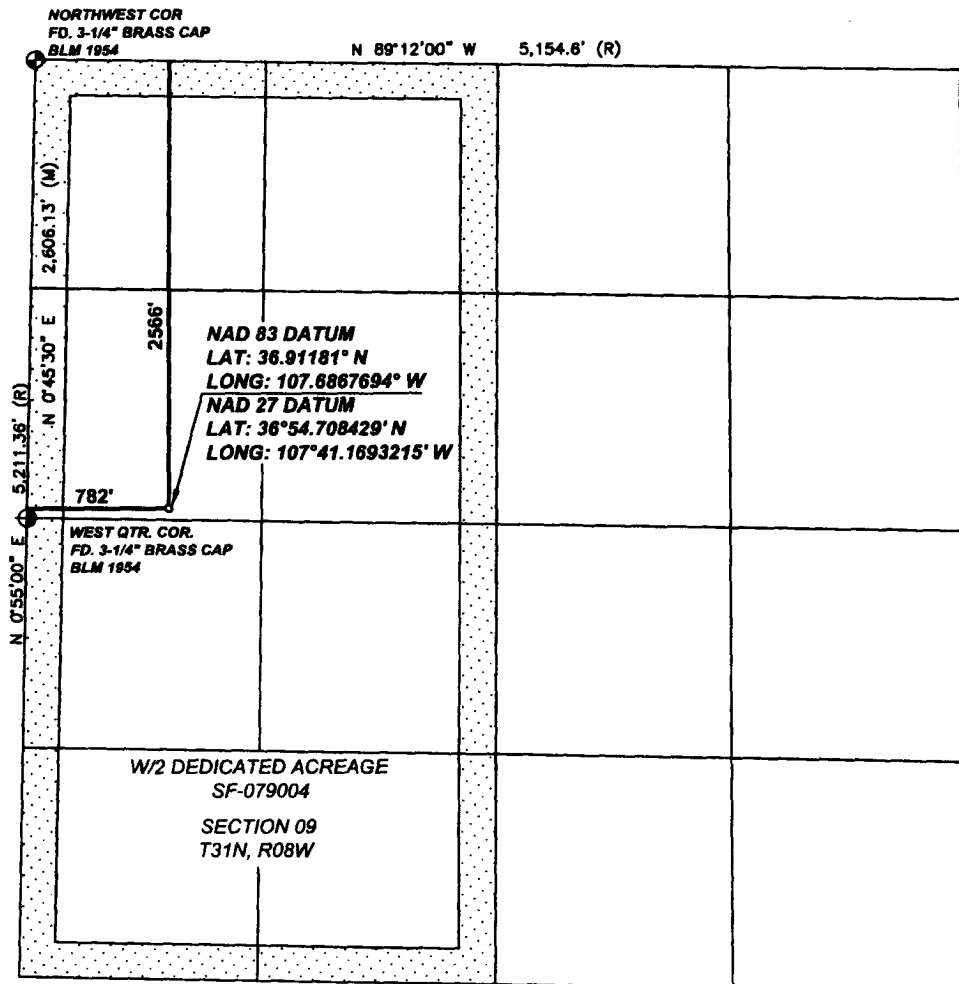 NORTHWEST COR
FD. 3-1/4" BRASS CAP
BLM 1954
N 89°12'00" W 5,154.6' (R)
2,606.13' (M)
N 0°45'30" E
5,211.36' (R)
N 0°55'00" E
2566'
NAD 83 DATUM
LAT: 36.91181° N
LONG: 107.6867694° W
NAD 27 DATUM
LAT: 36°54.708429' N
LONG: 107°41.1693215' W
782'
WEST QTR. COR.
FD. 3-1/4" BRASS CAP
BLM 1954
W/2 DEDICATED ACREAGE
SF-079004
SECTION 09
T31N, R08W